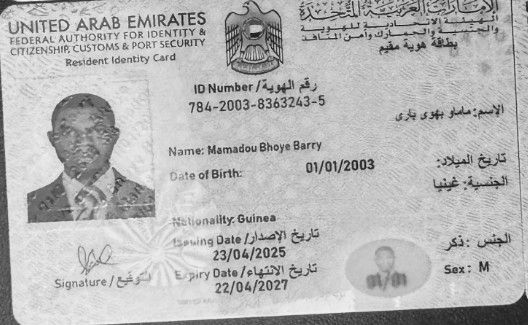 UNITED ARAB EMIRATES
FEDERAL AUTHORITY FOR IDENTITY &
CITIZENSHIP, CUSTOMS & PORT SECURITY
Resident Identity Card
الإمارات العربية المتحدة
الهيئة الاتحادية للهوية
والجنسية والجمارك وأمن المنافذ
بطاقة هوية مقيم
ID Number / رقم الهوية
784-2003-8363243-5
الإسم: مامادو بهوى بارى
Name: Mamadou Bhoye Barry
Date of Birth: 01/01/2003 تاريخ الميلاد:
الجنسية: غينيا
Nationality: Guinea
Issuing Date / تاريخ الإصدار
23/04/2025
الجنس: ذكر
Expiry Date / تاريخ الانتهاء
22/04/2027
Sex: M
Signature / التوقيع